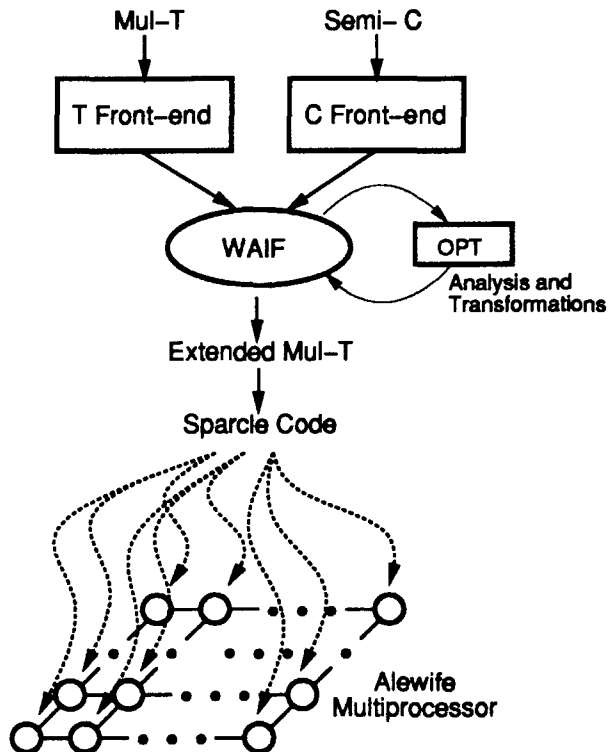 Mul-T
Semi- C
T Front-end
C Front-end
WAIF
OPT
Analysis and
Transformations
Extended Mul-T
Sparcle Code
Alewife
Multiprocessor